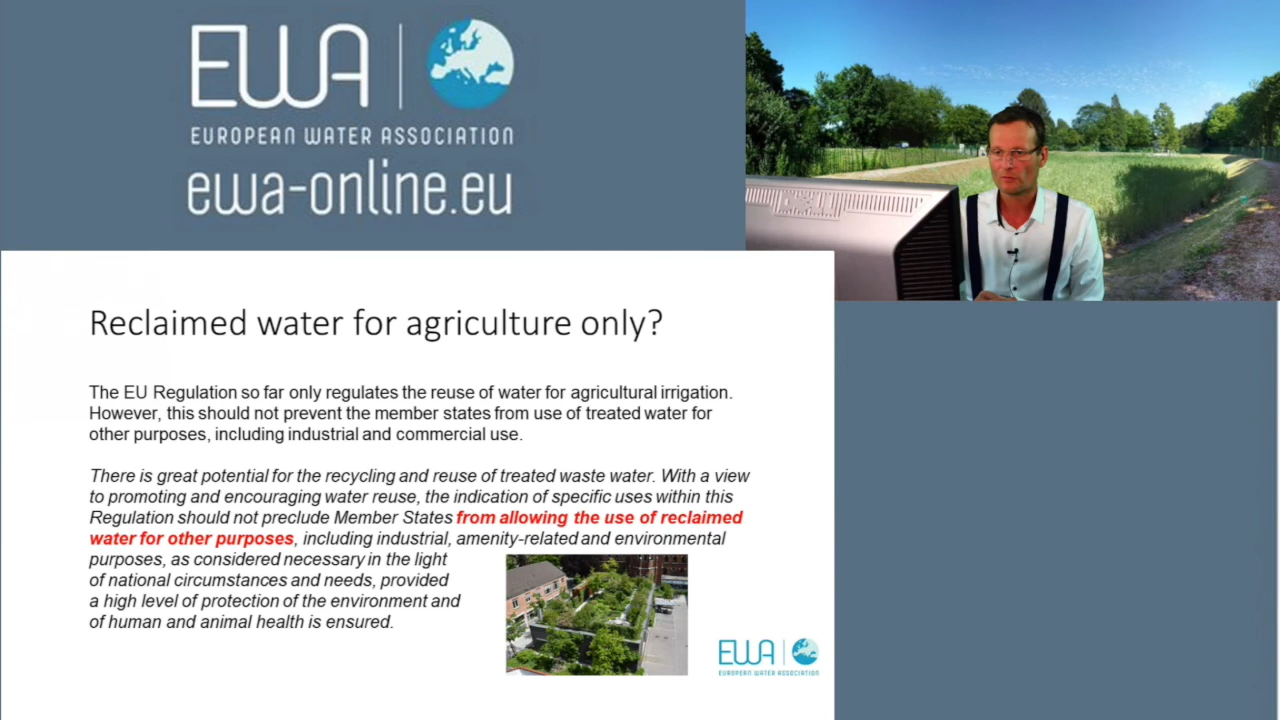 EWA
EUROPEAN WATER ASSOCIATION
ewa-online.eu
Reclaimed water for agriculture only?
The EU Regulation so far only regulates the reuse of water for agricultural irrigation.
However, this should not prevent the member states from use of treated water for
other purposes, including industrial and commercial use.
There is great potential for the recycling and reuse of treated waste water. With a view
to promoting and encouraging water reuse, the indication of specific uses within this
Regulation should not preclude Member States from allowing the use of reclaimed
water for other purposes, including industrial, amenity-related and environmental
purposes, as considered necessary in the light
of national circumstances and needs, provided
a high level of protection of the environment and
of human and animal health is ensured.
EWA
EUROPEAN WATER ASSOCIATION